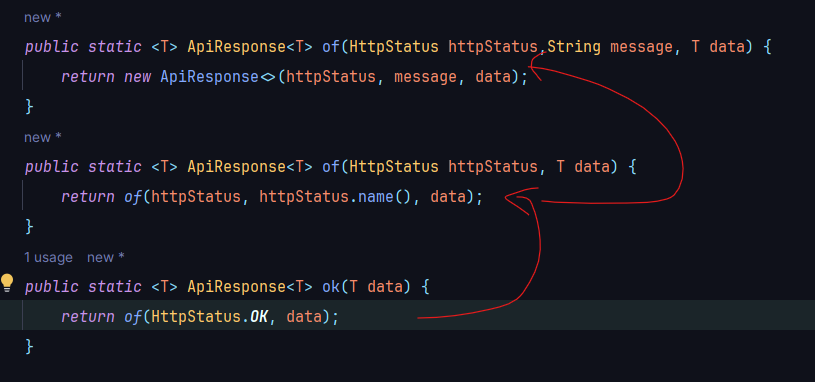 new *
public static <T> ApiResponse<T> of(HttpStatus httpStatus,String message, T data) {
return new ApiResponse<>(httpStatus, message, data);
}
new *
public static <T> ApiResponse<T> of(HttpStatus httpStatus, T data) {
return of(httpStatus, httpStatus.name(), data);
}
1 usage new *
public static <T> ApiResponse<T> ok(T data) {
return of(HttpStatus.OK, data);
}